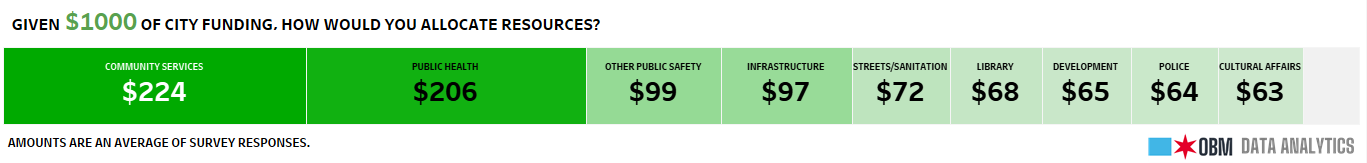 GIVEN $1000 OF CITY FUNDING, HOW WOULD YOU ALLOCATE RESOURCES?
COMMUNITY SERVICES
$224
PUBLIC HEALTH
$206
OTHER PUBLIC SAFETY
$99
INFRASTRUCTURE
$97
STREETS/SANITATION
$72
LIBRARY
$68
DEVELOPMENT
$65
POLICE
$64
CULTURAL AFFAIRS
$63
AMOUNTS ARE AN AVERAGE OF SURVEY RESPONSES.
OBM DATA ANALYTICS